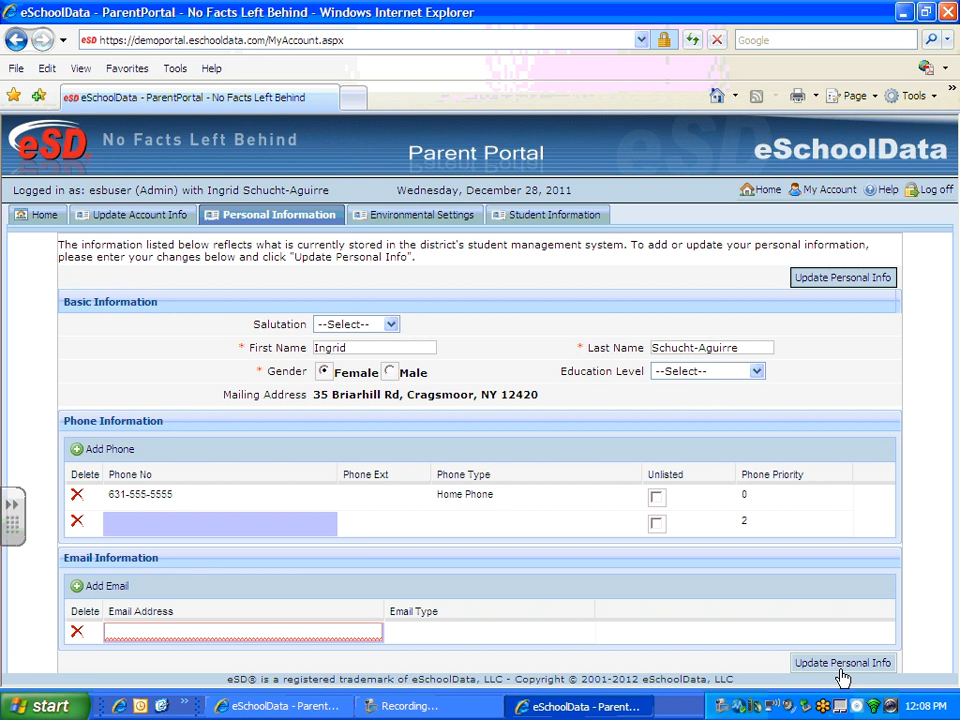 eSchoolData - ParentPortal - No Facts Left Behind - Windows Internet Explorer
eSD https://demoportal.eschooldata.com/MyAccount.aspx
Google
File Edit View Favorites Tools Help
eSD eSchoolData - ParentPortal - No Facts Left Behind
Page Tools »
eSD No Facts Left Behind
Parent Portal
eSchoolData
Logged in as: esbuser (Admin) with Ingrid Schucht-Aguirre Wednesday, December 28, 2011 Home My Account Help Log off
Home Update Account Info Personal Information Environmental Settings Student Information
The information listed below reflects what is currently stored in the district's student management system. To add or update your personal information,
please enter your changes below and click "Update Personal Info".
Update Personal Info
Basic Information
Salutation --Select--
* First Name Ingrid * Last Name Schucht-Aguirre
* Gender Female Male Education Level --Select--
Mailing Address 35 Briarhill Rd, Cragsmoor, NY 12420
Phone Information
Add Phone
Delete Phone No Phone Ext Phone Type Unlisted Phone Priority
631-555-5555 Home Phone 0
2
Email Information
Add Email
Delete Email Address Email Type
Update Personal Info
eSD® is a registered trademark of eSchoolData, LLC - Copyright © 2001-2012 eSchoolData, LLC
start » eSchoolData - Parent... Recording... eSchoolData - Parent... 12:08 PM